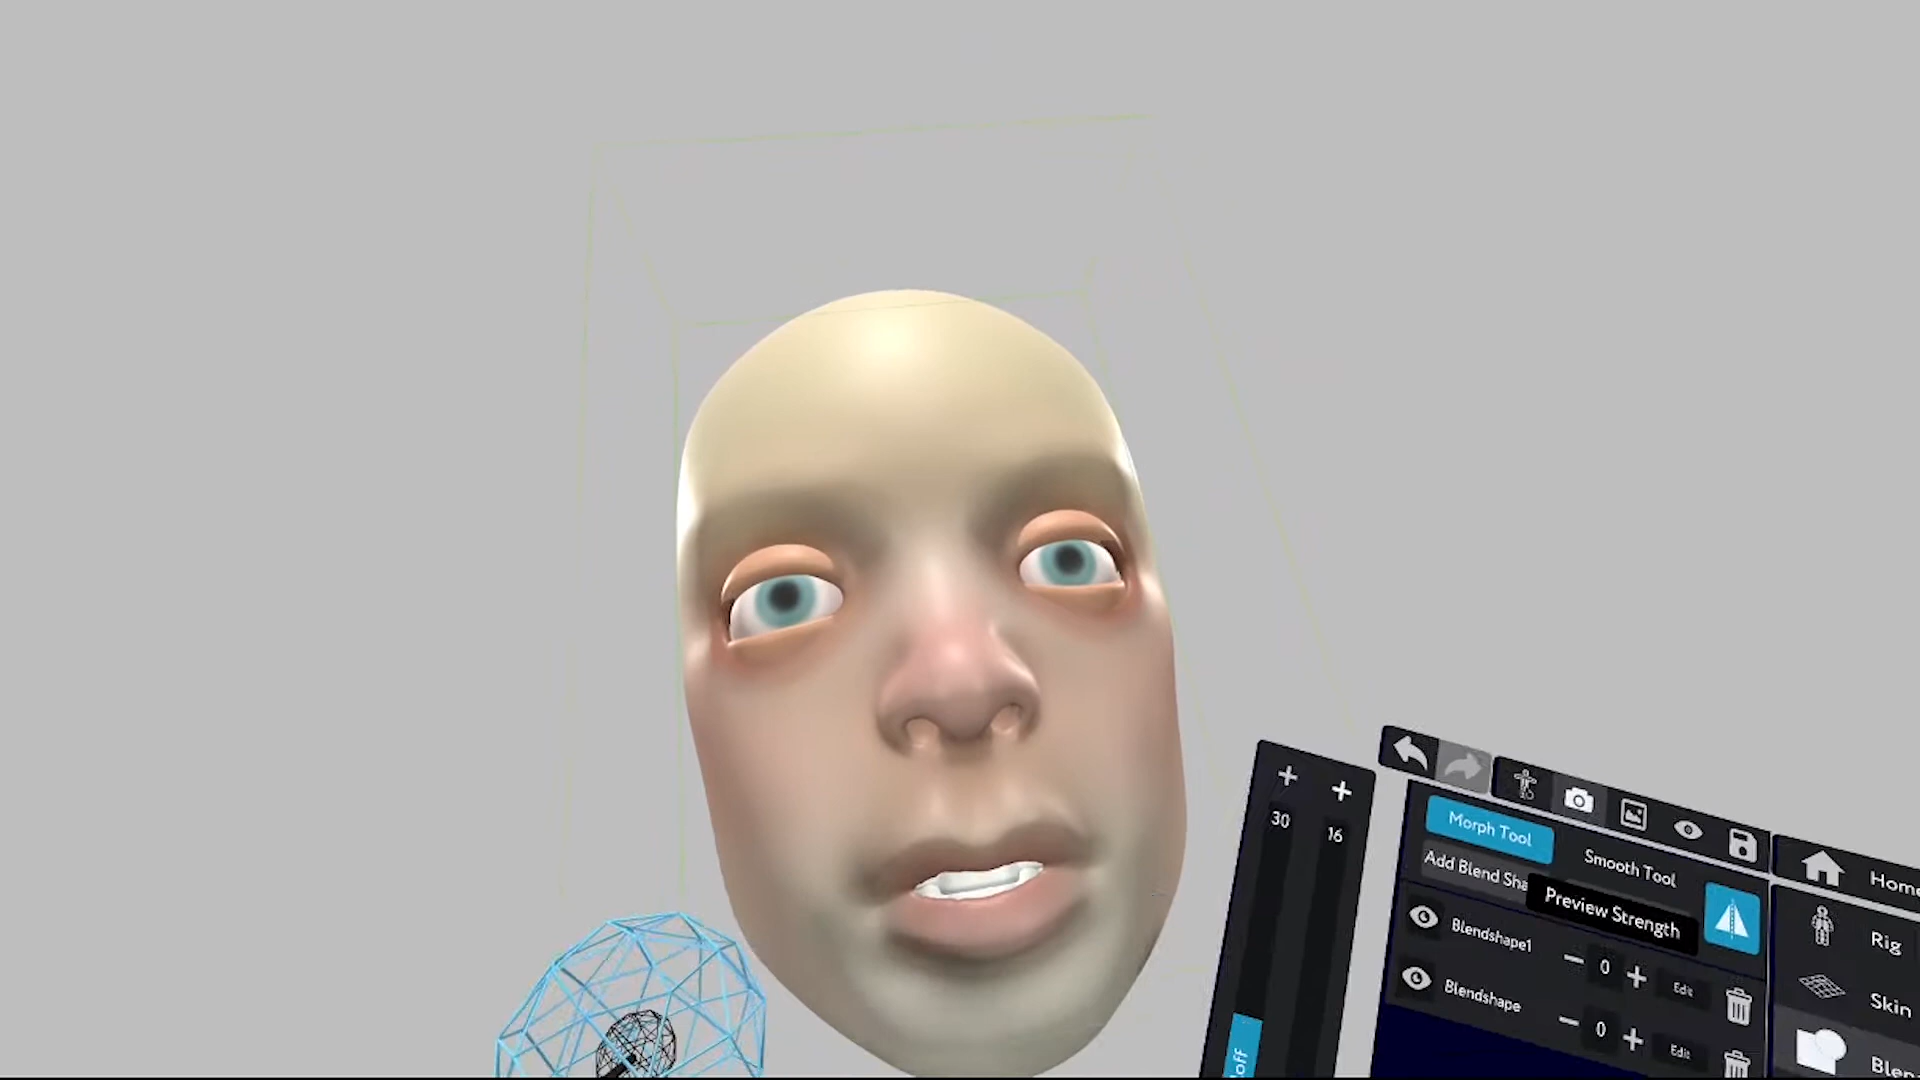 30
16
Morph Tool
Smooth Tool
Add Blend Sha
Preview Strength
Blendshape1
0
Edit
Blendshape
0
Edit
Home
Rig
Skin
Blen
off